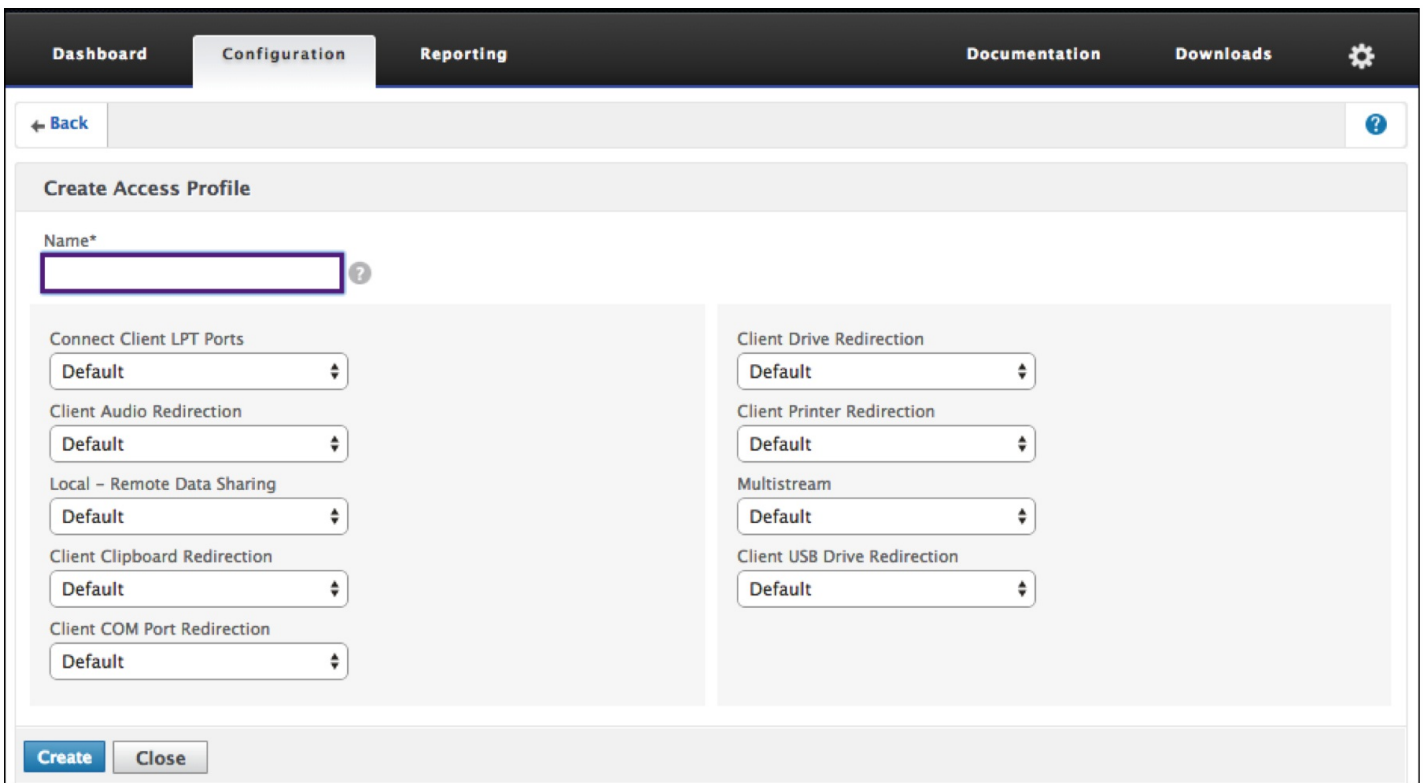 Dashboard Configuration Reporting Documentation Downloads
Back ?
Create Access Profile
Name*
?
Connect Client LPT Ports
Default
Client Audio Redirection
Default
Local – Remote Data Sharing
Default
Client Clipboard Redirection
Default
Client COM Port Redirection
Default
Client Drive Redirection
Default
Client Printer Redirection
Default
Multistream
Default
Client USB Drive Redirection
Default
Create Close